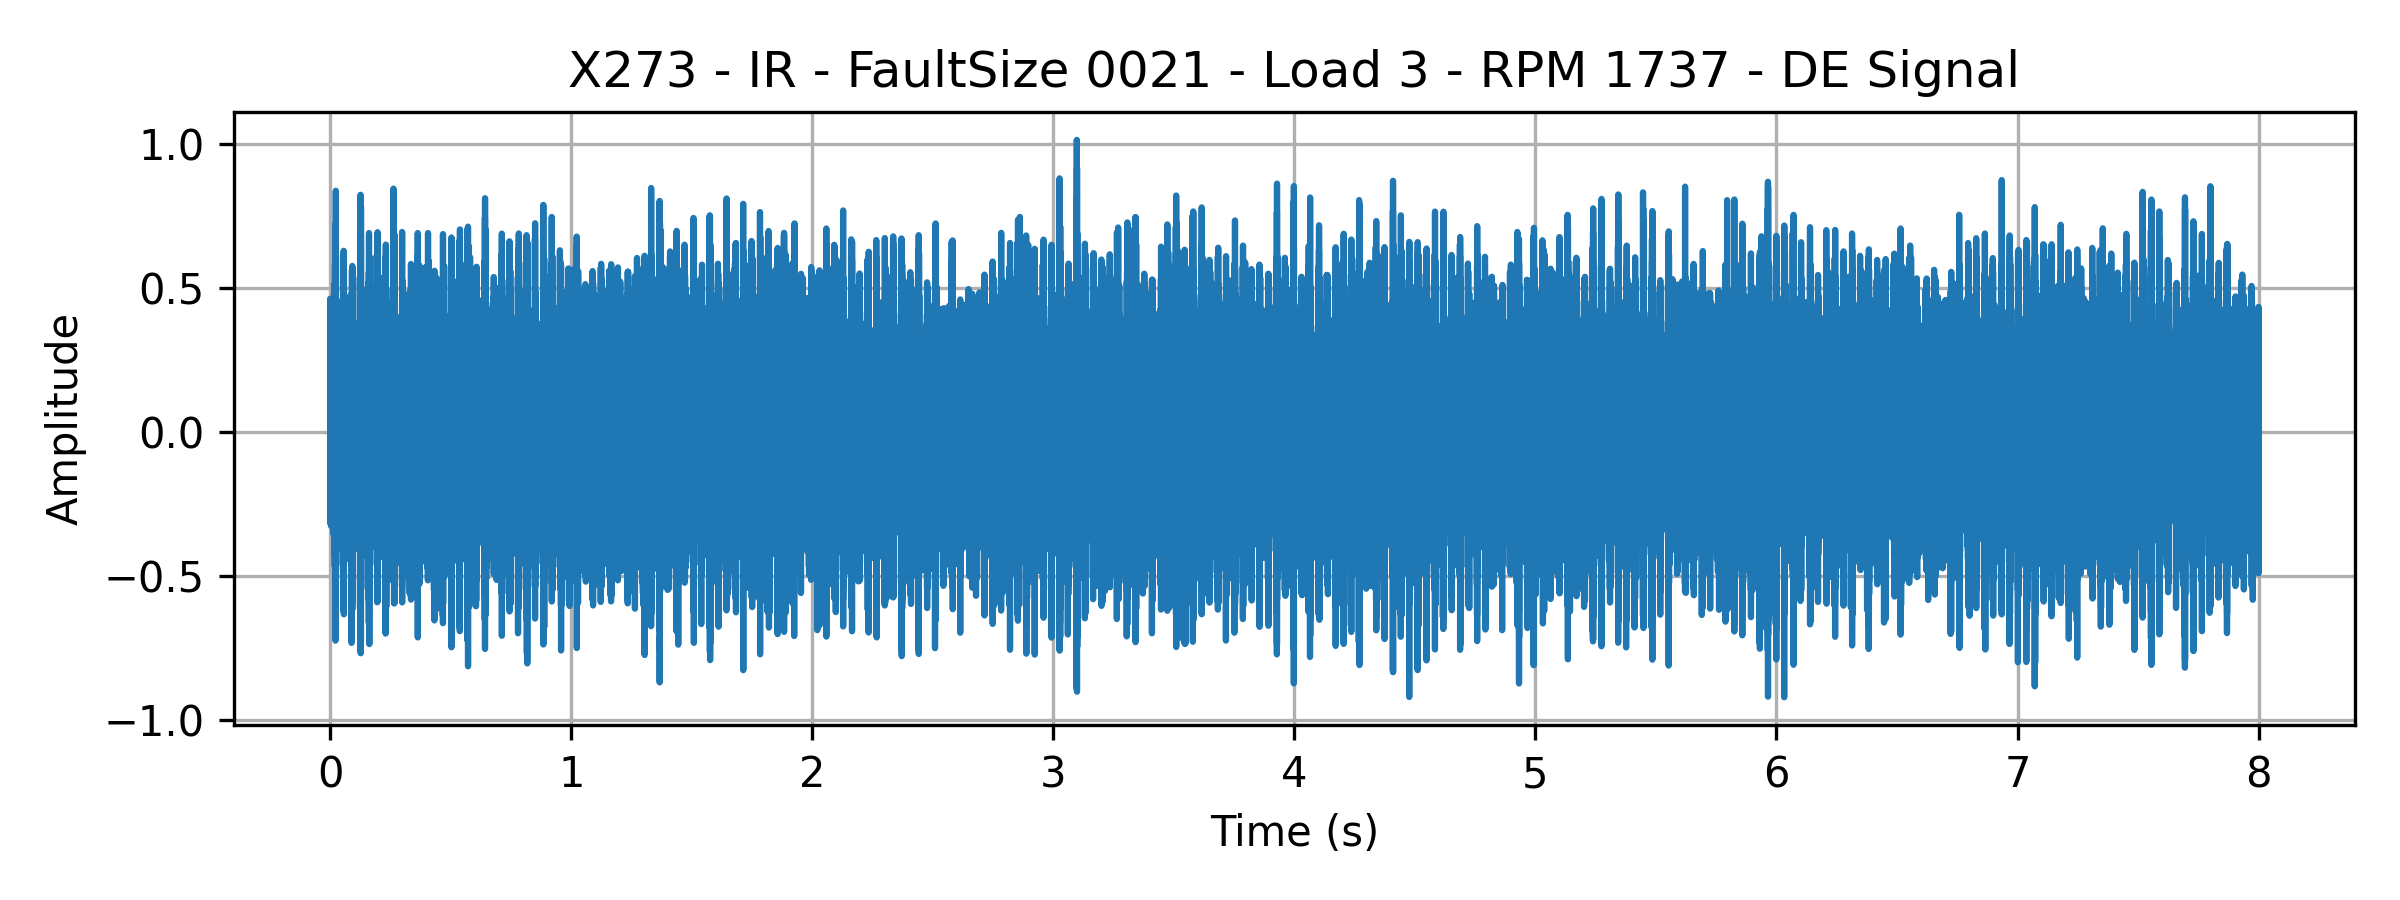 X273 - IR - FaultSize 0021 - Load 3 - RPM 1737 - DE Signal
1.0
0.5
0.0
−0.5
−1.0
Amplitude
0 1 2 3 4 5 6 7 8
Time (s)